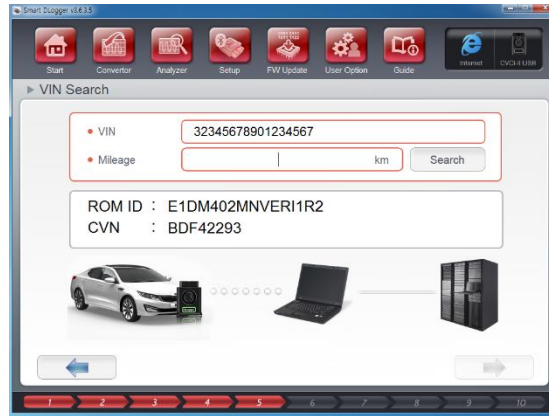 Smart DLogger v3.6.3.5
Start
Convertor
Analyzer
Setup
FW Update
User Option
Guide
Internet
CVCI-II USB
VIN Search
VIN
32345678901234567
Mileage
km
Search
ROM ID : E1DM402MNVERI1R2
CVN : BDF42293
1 2 3 4 5 6 7 8 9 10